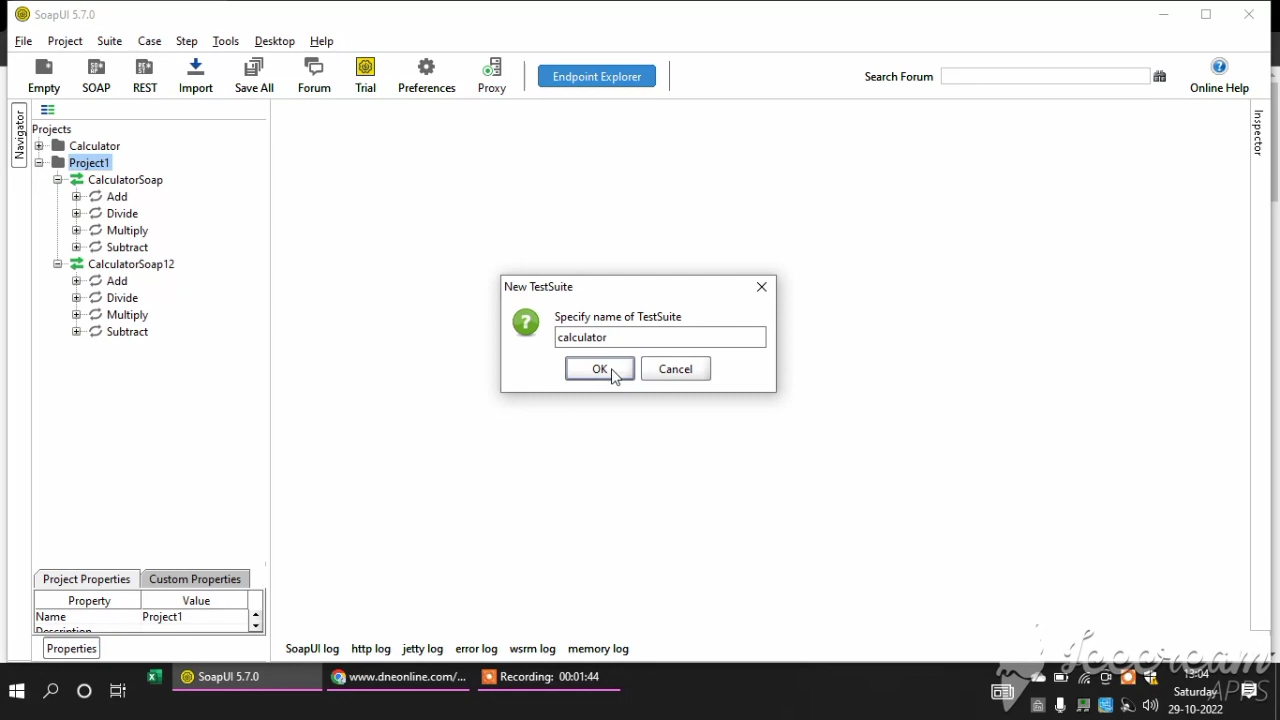 SoapUI 5.7.0
File Project Suite Case Step Tools Desktop Help
Empty SOAP REST Import Save All Forum Trial Preferences Proxy Endpoint Explorer Search Forum Online Help
Navigator
Inspector
Projects
Calculator
Project1
CalculatorSoap
Add
Divide
Multiply
Subtract
CalculatorSoap12
Add
Divide
Multiply
Subtract
New TestSuite
Specify name of TestSuite
calculator
OK Cancel
Project Properties Custom Properties
Property Value
Name Project1
Description
Properties
SoapUI log http log jetty log error log wsrm log memory log
SoapUI 5.7.0 www.dneonline.com/... Recording: 00:01:44
13:04
Saturday
29-10-2022
APPS